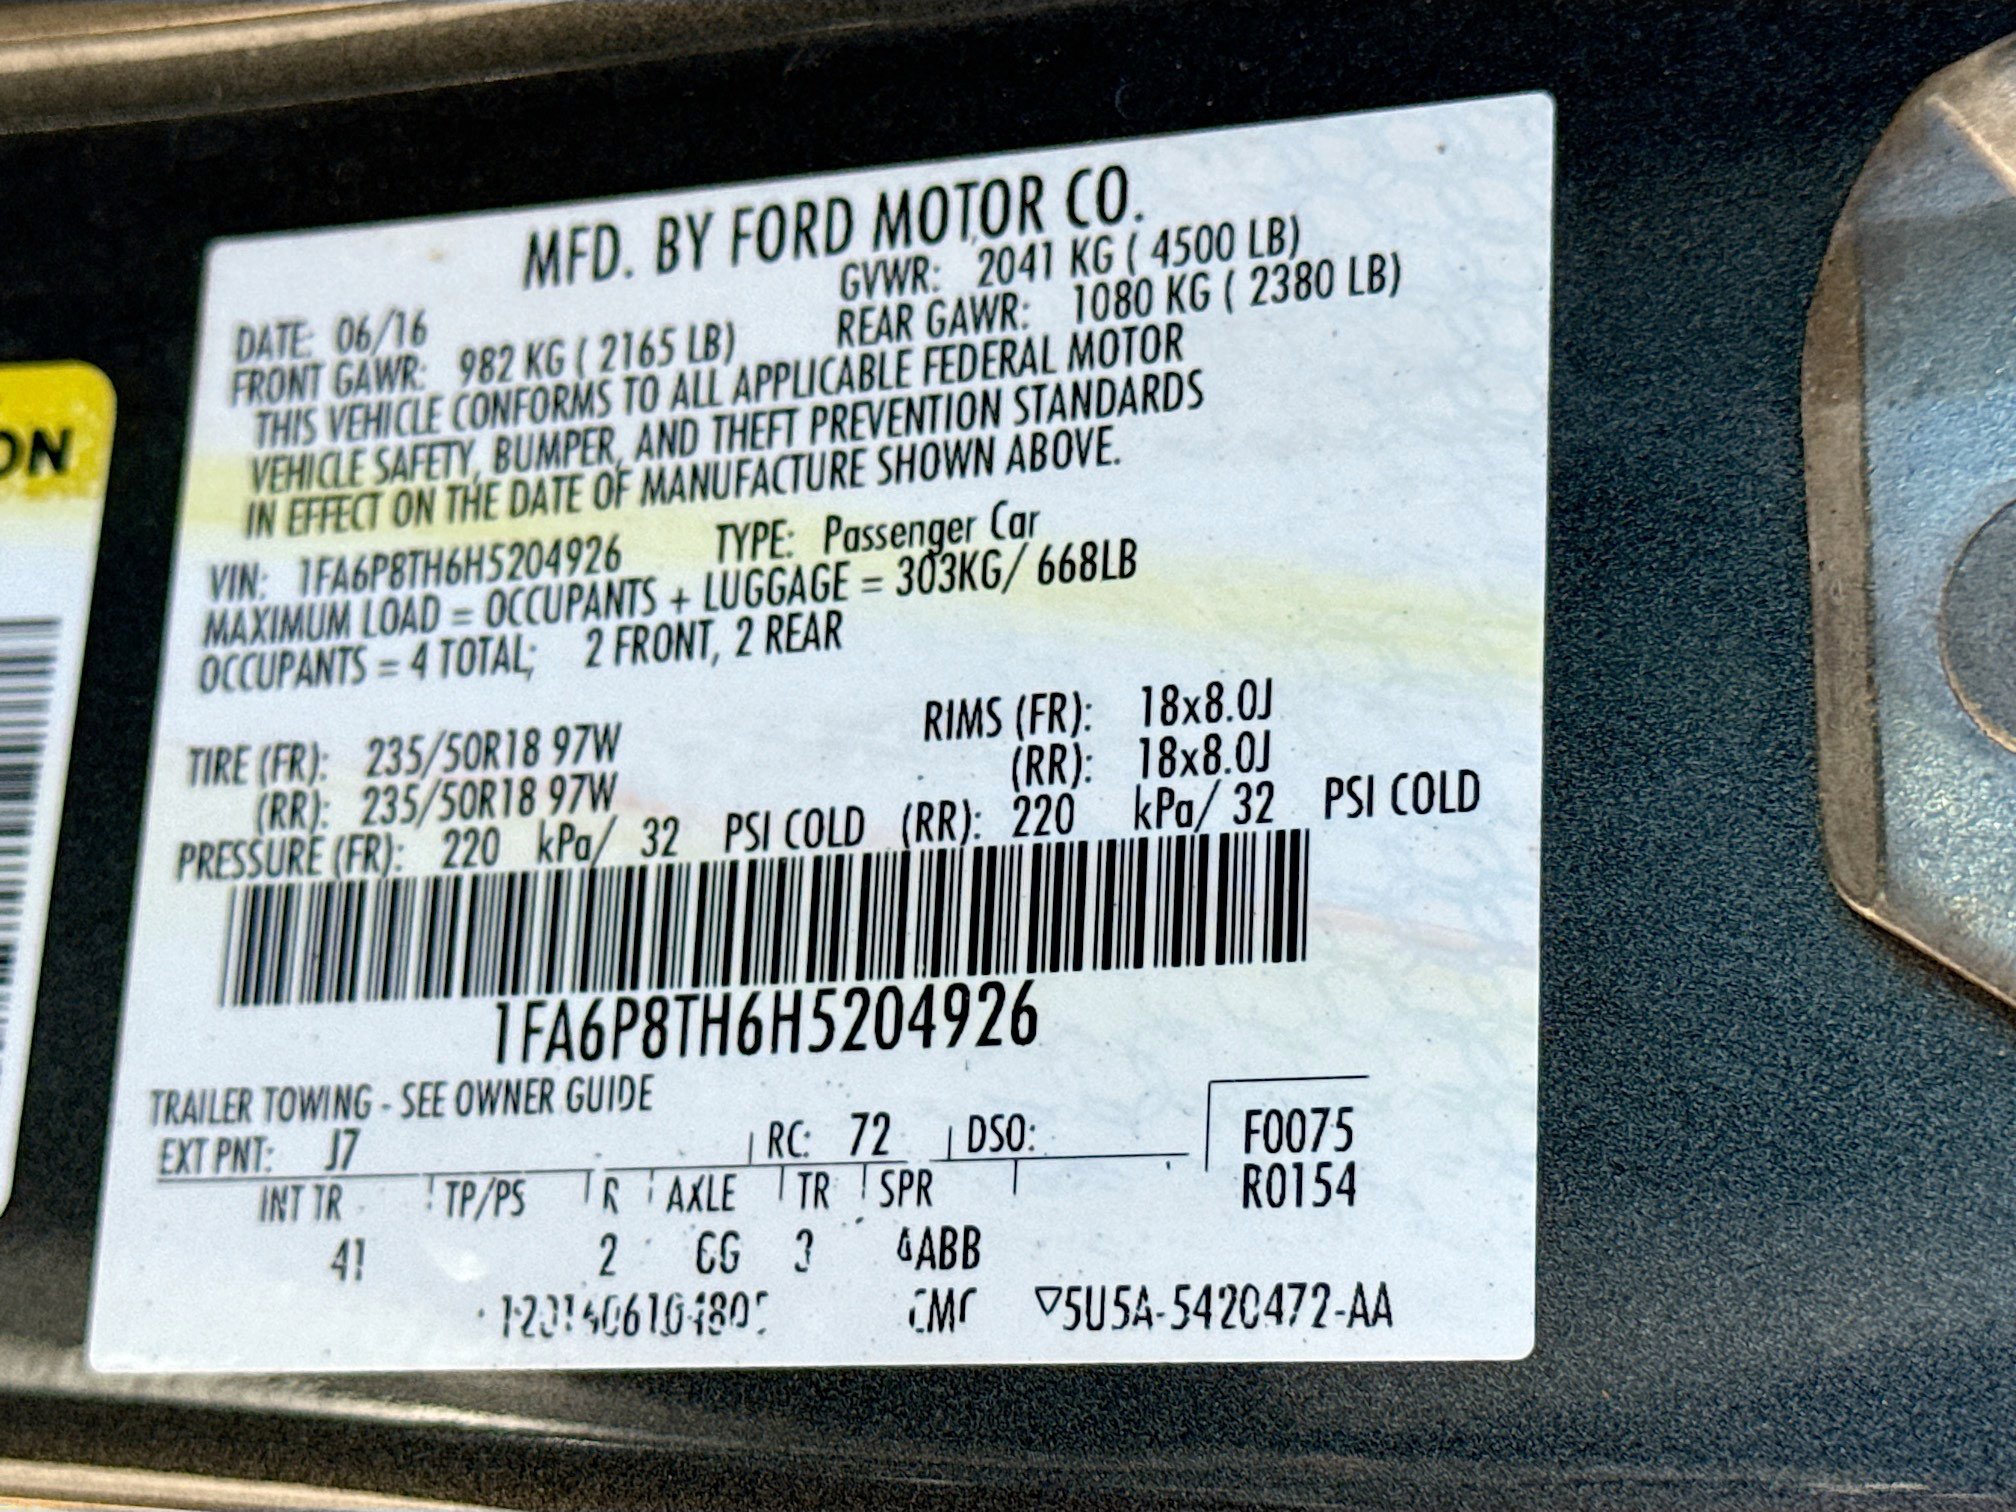 MFD. BY FORD MOTOR CO.
DATE: 06/16 GVWR: 2041 KG ( 4500 LB)
FRONT GAWR: 982 KG ( 2165 LB) REAR GAWR: 1080 KG ( 2380 LB)
THIS VEHICLE CONFORMS TO ALL APPLICABLE FEDERAL MOTOR
VEHICLE SAFETY, BUMPER, AND THEFT PREVENTION STANDARDS
IN EFFECT ON THE DATE OF MANUFACTURE SHOWN ABOVE.
VIN: 1FA6P8TH6H5204926 TYPE: Passenger Car
MAXIMUM LOAD = OCCUPANTS + LUGGAGE = 303KG/ 668LB
OCCUPANTS = 4 TOTAL; 2 FRONT, 2 REAR
TIRE (FR): 235/50R18 97W RIMS (FR): 18x8.0J
(RR): 235/50R18 97W (RR): 18x8.0J
PRESSURE (FR): 220 kPa/ 32 PSI COLD (RR): 220 kPa/ 32 PSI COLD
1FA6P8TH6H5204926
TRAILER TOWING - SEE OWNER GUIDE
EXT PNT: J7 RC: 72 DSO: F0075
INT TR TP/PS R AXLE TR SPR R0154
41 2 3
5U5A-5420472-AA
ON